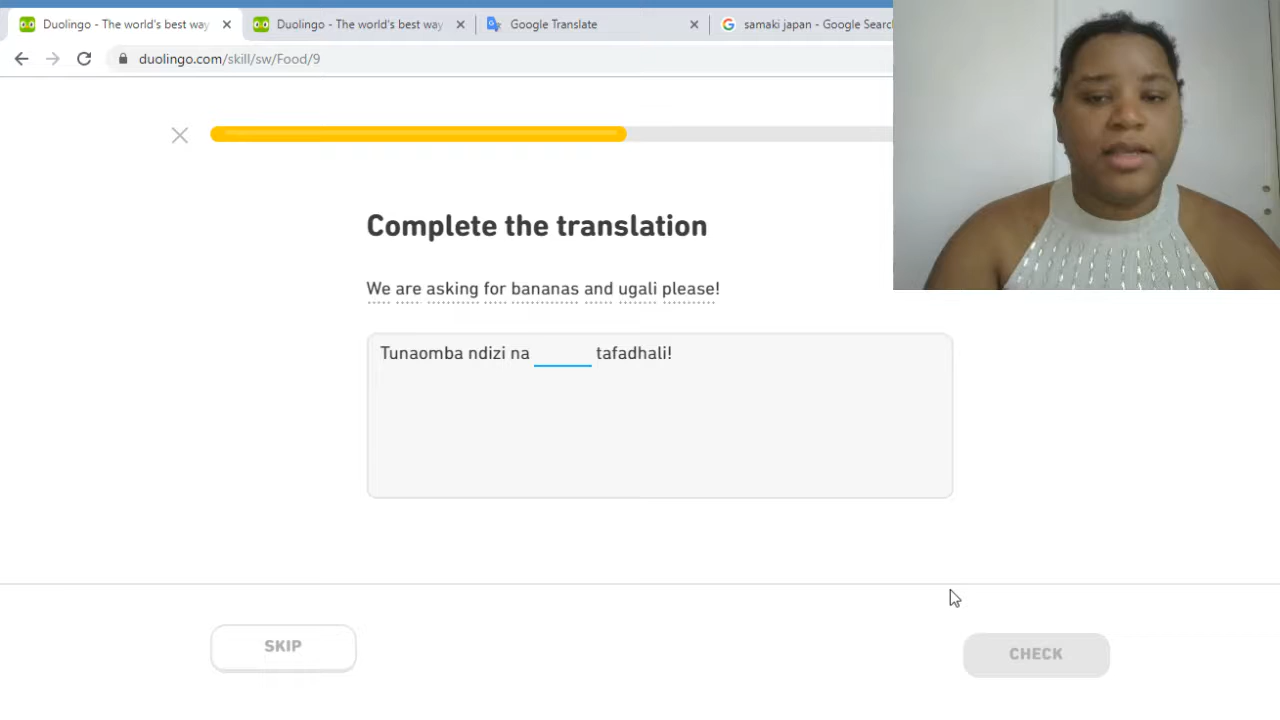 Duolingo - The world's best way
Duolingo - The world's best way
Google Translate
samaki japan - Google Searc
duolingo.com/skill/sw/Food/9
Complete the translation
We are asking for bananas and ugali please!
Tunaomba ndizi na ______ tafadhali!
SKIP
CHECK